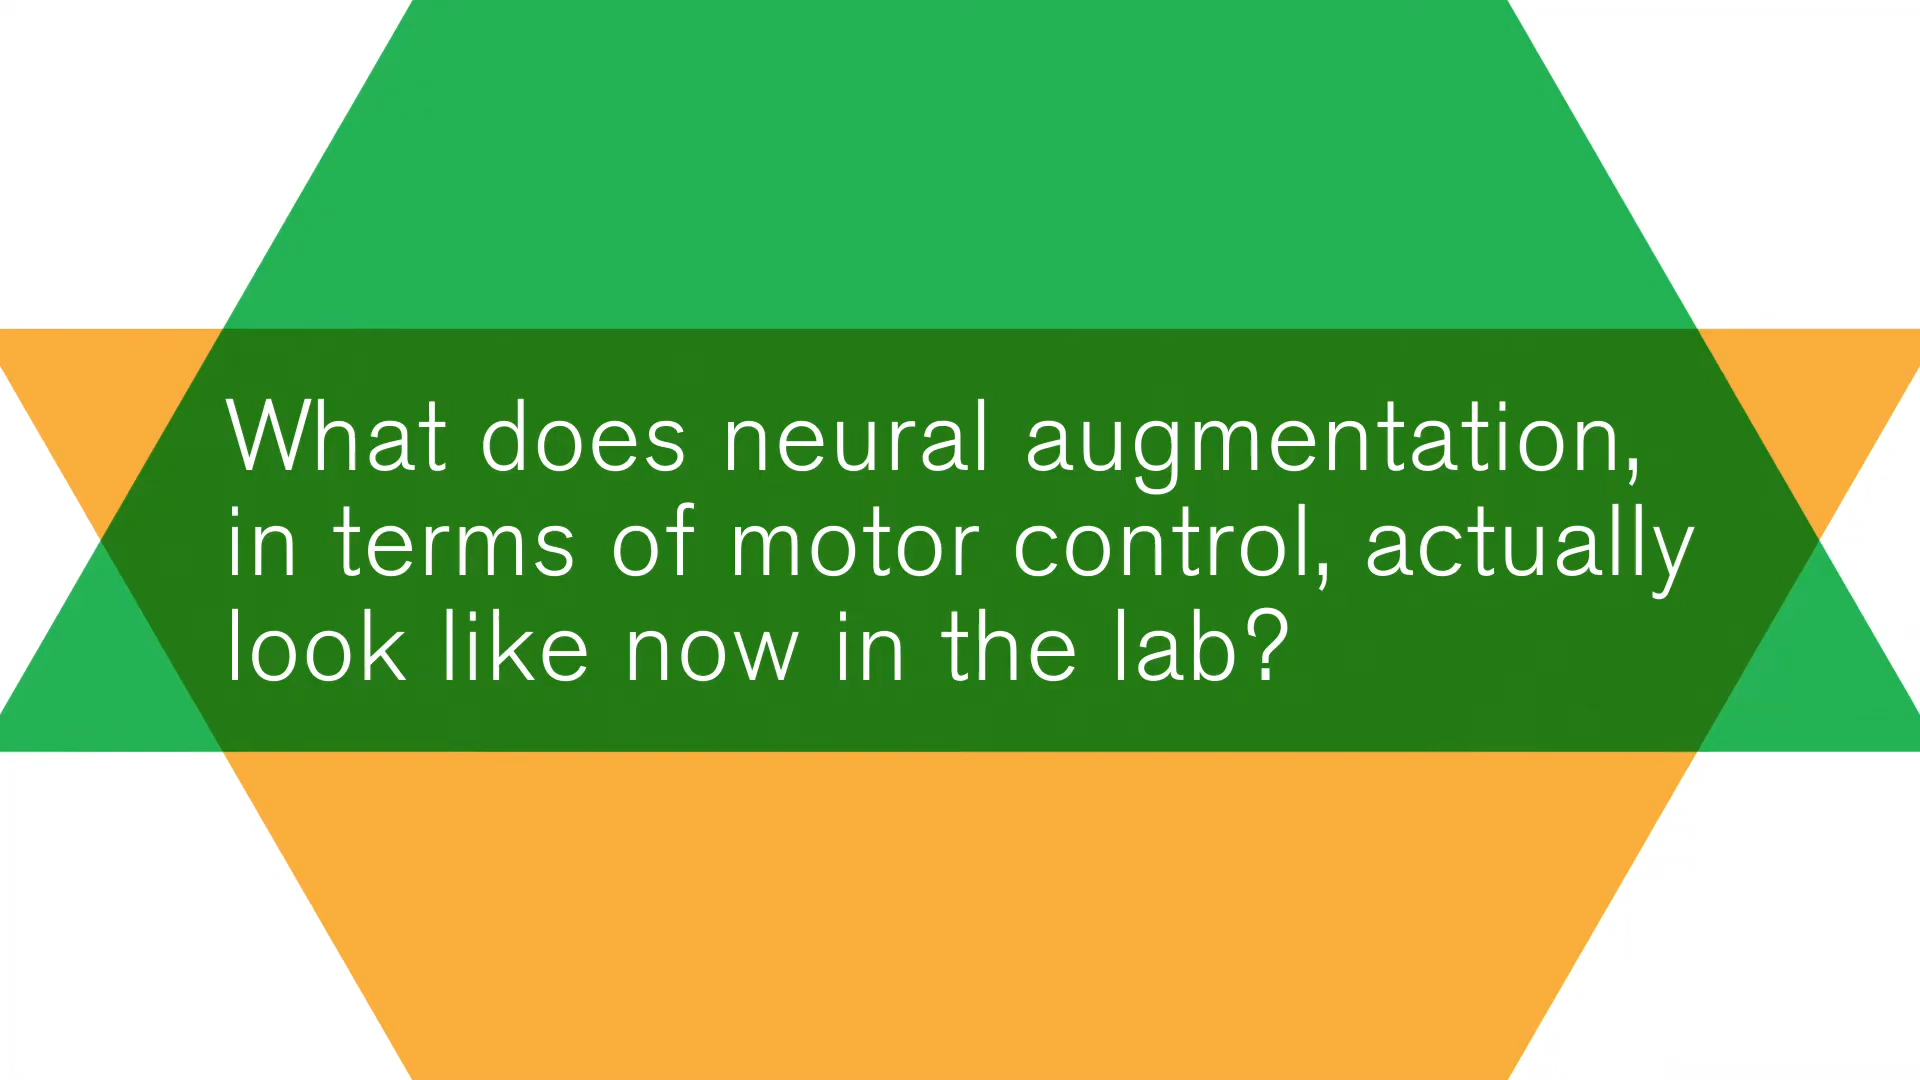 What does neural augmentation,
in terms of motor control, actually
look like now in the lab?